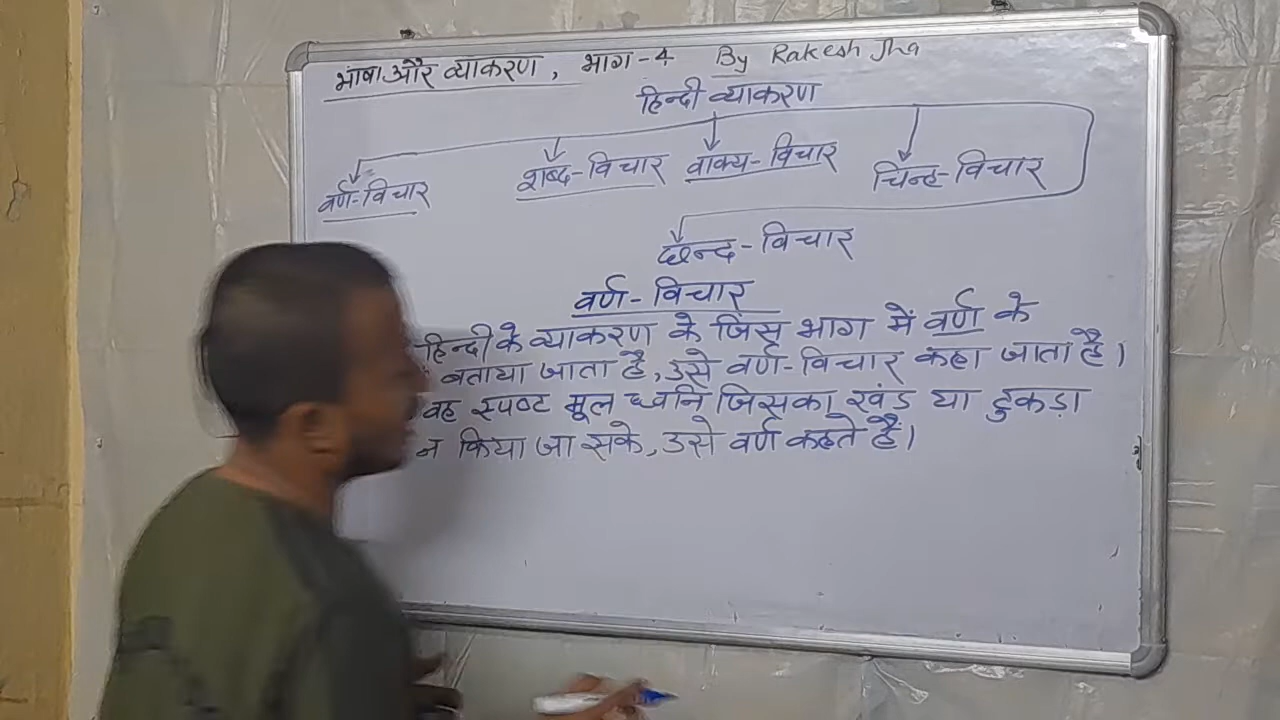 भाषा और व्याकरण, भाग-4 By Rakesh Jha
हिन्दी व्याकरण
वर्ण-विचार शब्द-विचार वाक्य-विचार चिन्ह-विचार
छन्द-विचार
वर्ण-विचार
हिन्दी के व्याकरण के जिस भाग में वर्ण के
बताया जाता है, उसे वर्ण-विचार कहा जाता है।
वह स्पष्ट मूल ध्वनि जिसका खंड या टुकड़ा
न किया जा सके, उसे वर्ण कहते हैं।